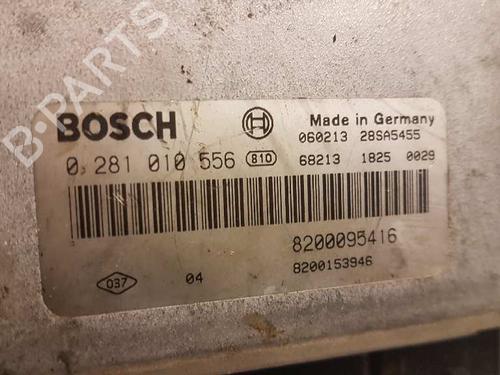 B-PARTS
BOSCH
Made in Germany
060213 28SA5455
0 281 010 556 810
68213 1825 0029
8200095416
8200153946
037
04